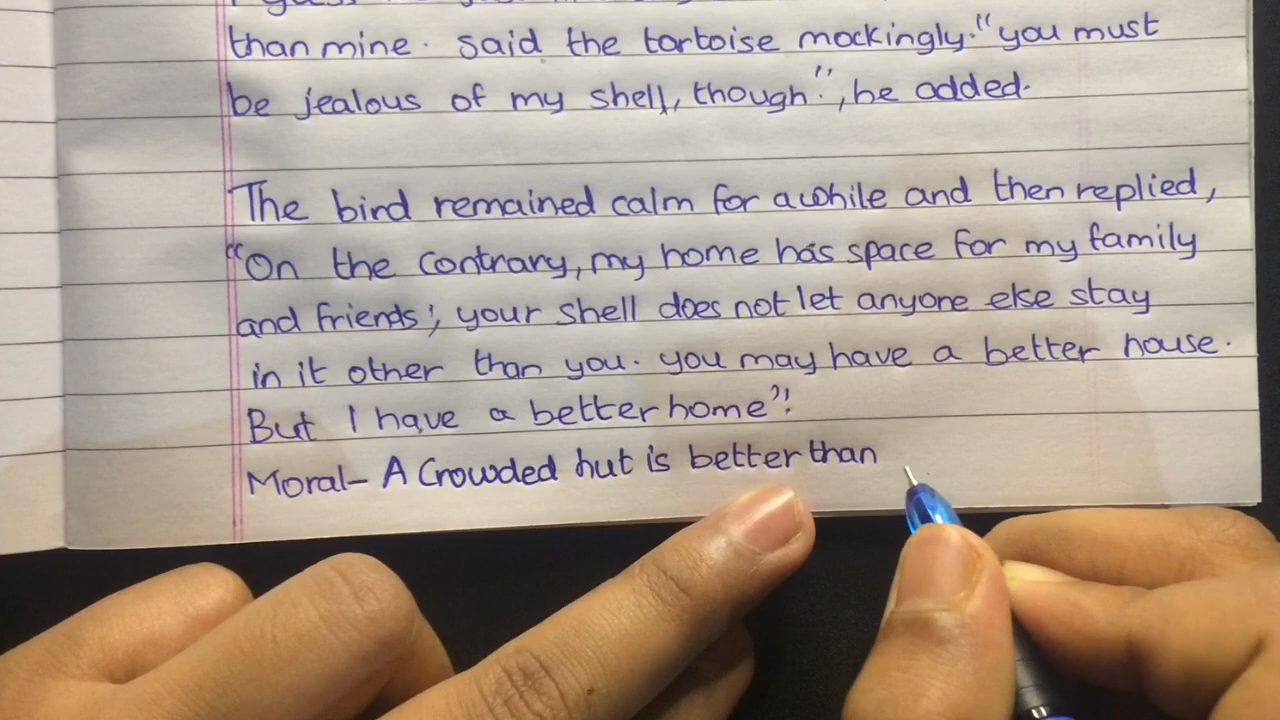 than mine. said the tortoise mockingly."you must
be jealous of my shell, though!", he added.
The bird remained calm for a while and then replied,
"On the contrary, my home has space for my family
and friends; your shell does not let anyone else stay
in it other than you. you may have a better house.
But I have a better home"!
Moral- A Crowded hut is better than